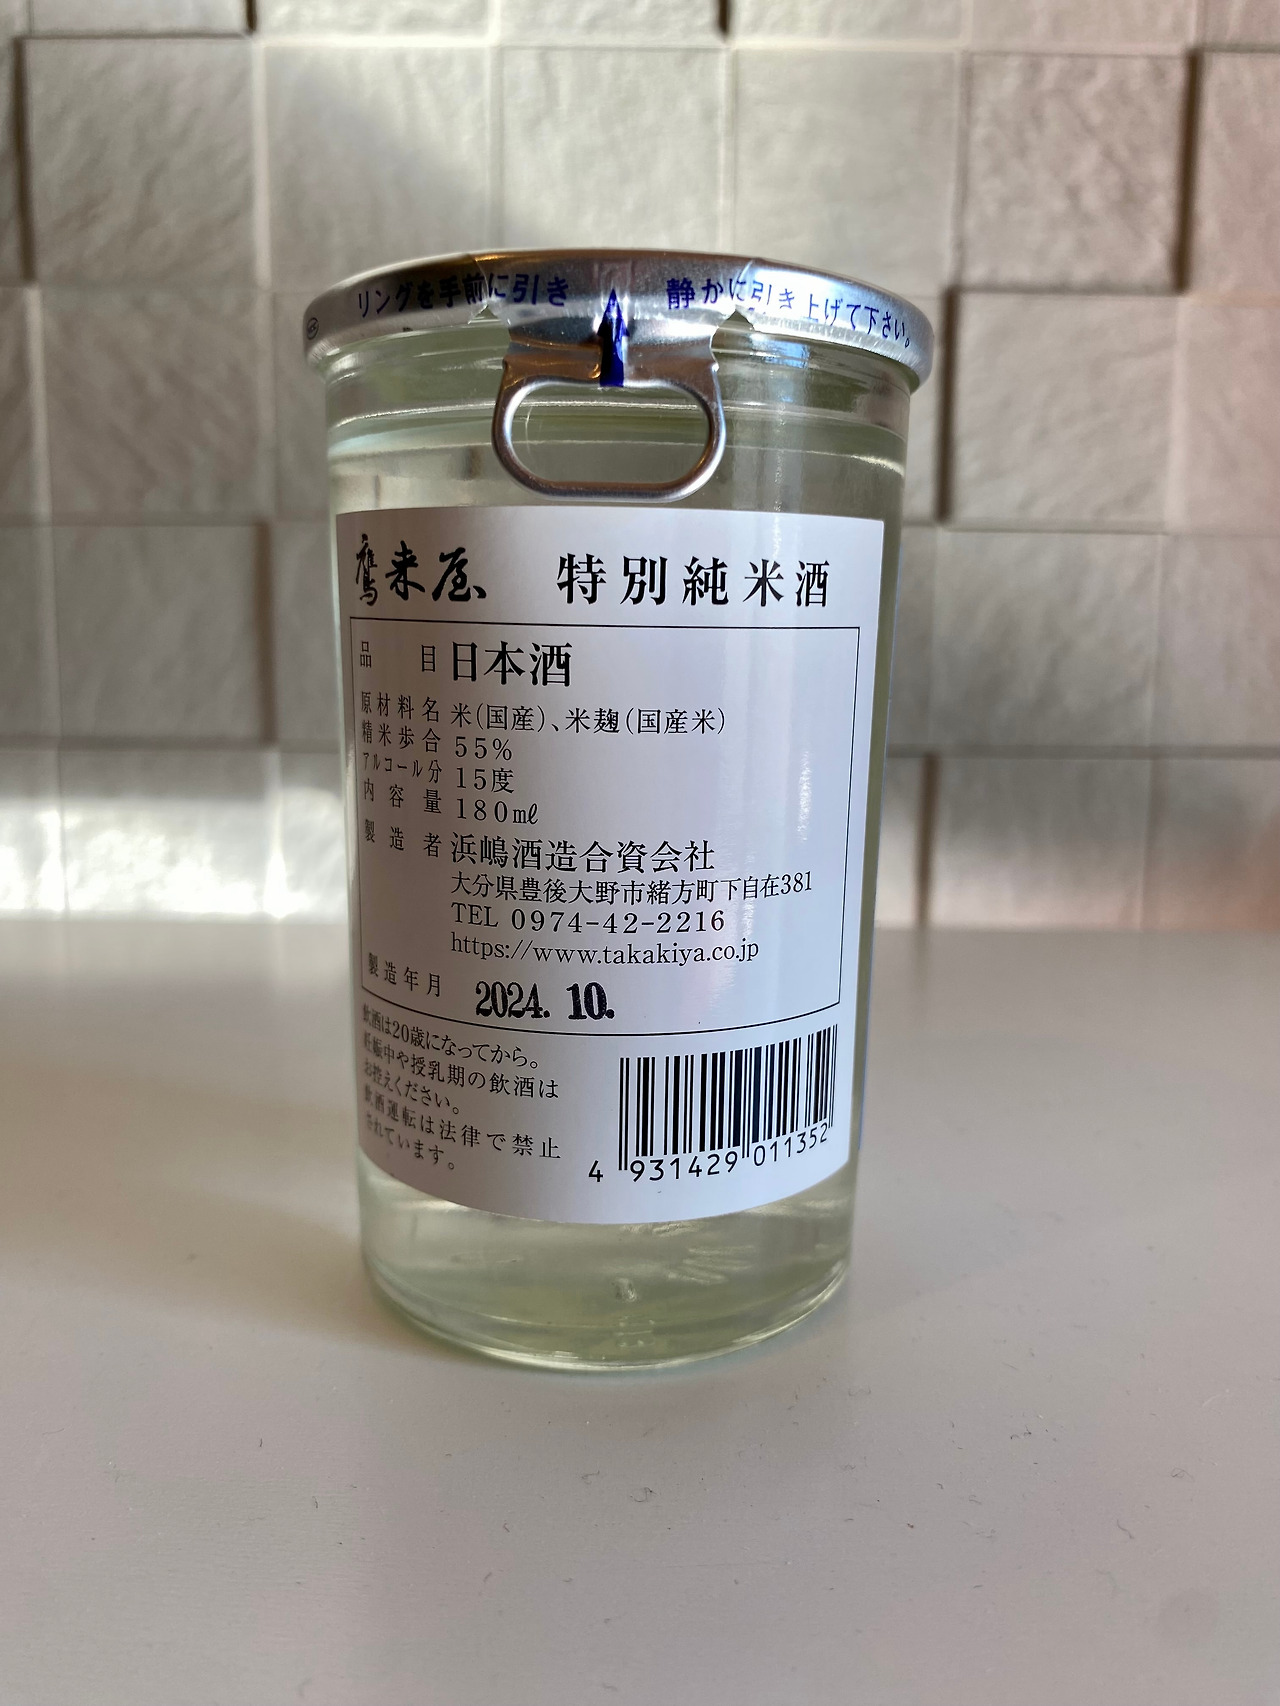 リングを手前に引き 静かに引き上げて下さい。
鷹来屋 特別純米酒
品目 日本酒
原材料名 米(国産)、米麹(国産米)
精米歩合 55%
アルコール分 15度
内容量 180mℓ
製造者 浜嶋酒造合資会社
大分県豊後大野市緒方町下自在381
TEL 0974-42-2216
https://www.takakiya.co.jp
製造年月 2024. 10.
飲酒は20歳になってから。
妊娠中や授乳期の飲酒は
お控えください。
飲酒運転は法律で禁止
されています。
4 931429 011352